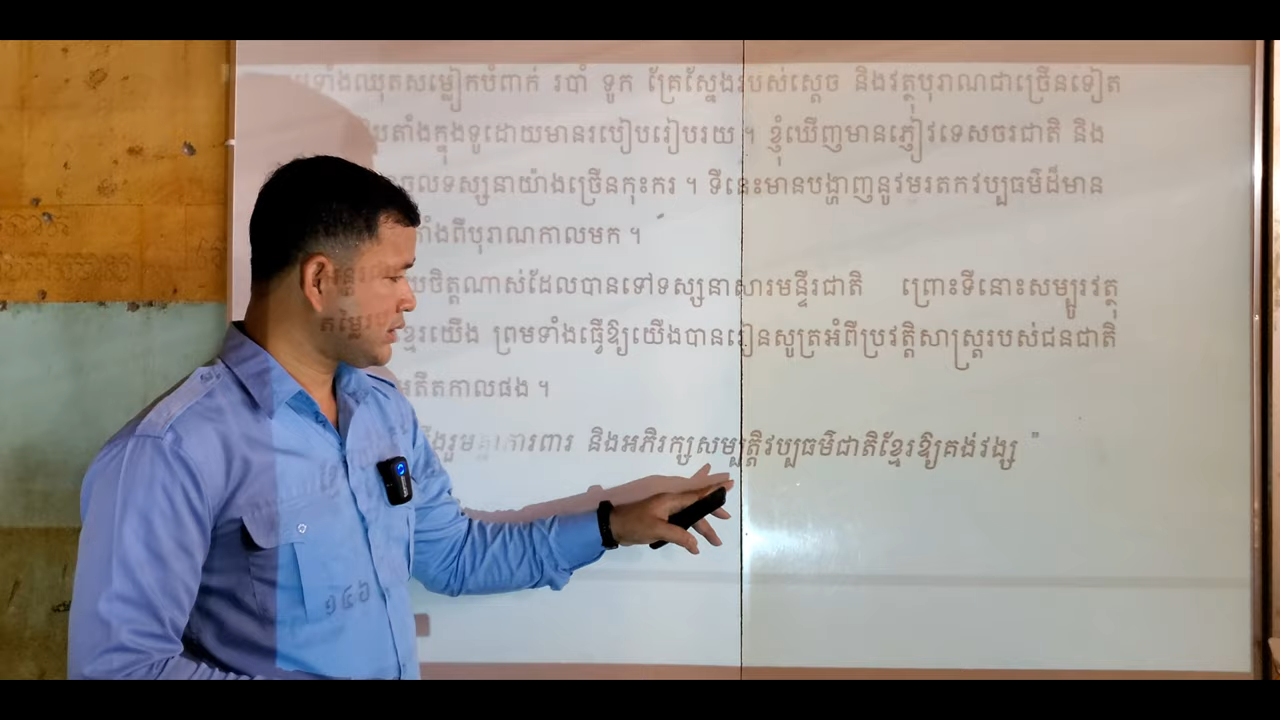 ទាំងឈុតសម្លៀកបំពាក់ របាំ ទូក គ្រែស្នែងរបស់ស្ដេច និងវត្ថុបុរាណជាច្រើនទៀត
តាំងក្នុងទូដោយមានរបៀបរៀបរយ ។ ខ្ញុំឃើញមានភ្ញៀវទេសចរជាតិ និង
ចូលទស្សនាយ៉ាងច្រើនកុះករ ។ ទីនេះមានបង្ហាញនូវមរតកវប្បធម៌ដ៏មាន
តាំងពីបុរាណកាលមក ។
ណាស់ដែលបានទៅទស្សនាសារមន្ទីរជាតិ ព្រោះទីនោះសម្បូរវត្ថុ
ខ្មែរយើង ព្រមទាំងធ្វើឱ្យយើងបានរៀនសូត្រអំពីប្រវត្តិសាស្ត្ររបស់ជនជាតិ
អតីតកាលផង ។
រួមគ្នាការពារ និងអភិរក្សសម្បត្តិវប្បធម៌ជាតិខ្មែរឱ្យគង់វង្ស "
១៤៦